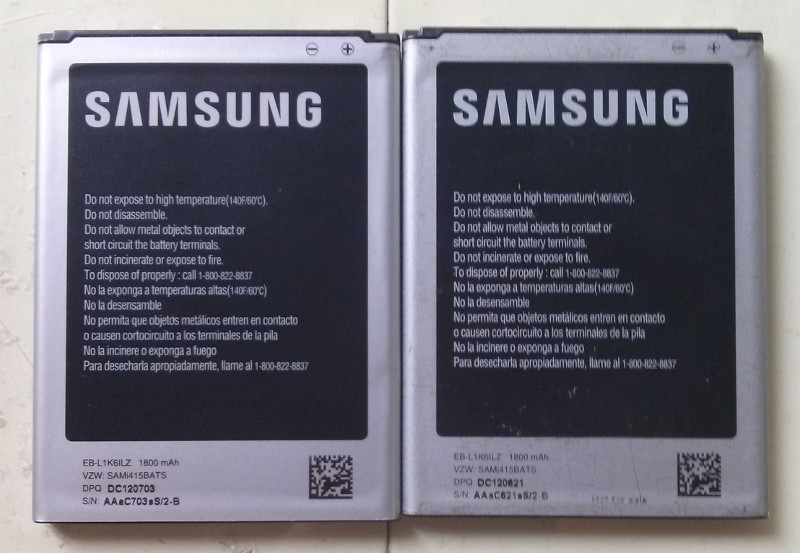 SAMSUNG
Do not expose to high temperature(140F/60°C).
Do not disassemble.
Do not allow metal objects to contact or
short circuit the battery terminals.
Do not incinerate or expose to fire.
To dispose of properly : call 1-800-822-8837
No la exponga a temperaturas altas(140F/60°C)
No la desensamble
No permita que objetos metálicos entren en contacto
o causen cortocircuito a los terminales de la pila
No la incinere o exponga a fuego
Para desecharla apropiadamente, llame al 1-800-822-8837
EB-L1K6ILZ 1800 mAh
VZW: SAMI415BATS
DPQ DC120703
S/N: AAaC703sS/2-B
SAMSUNG
Do not expose to high temperature(140F/60°C).
Do not disassemble.
Do not allow metal objects to contact or
short circuit the battery terminals.
Do not incinerate or expose to fire.
To dispose of properly : call 1-800-822-8837
No la exponga a temperaturas altas(140F/60°C)
No la desensamble
No permita que objetos metálicos entren en contacto
o causen cortocircuito a los terminales de la pila
No la incinere o exponga a fuego
Para desecharla apropiadamente, llame al 1-800-822-8837
EB-L1K6ILZ 1800 mAh
VZW: SAMI415BATS
DPQ DC120621
S/N: AAaC621sS/2-B
Not for sale